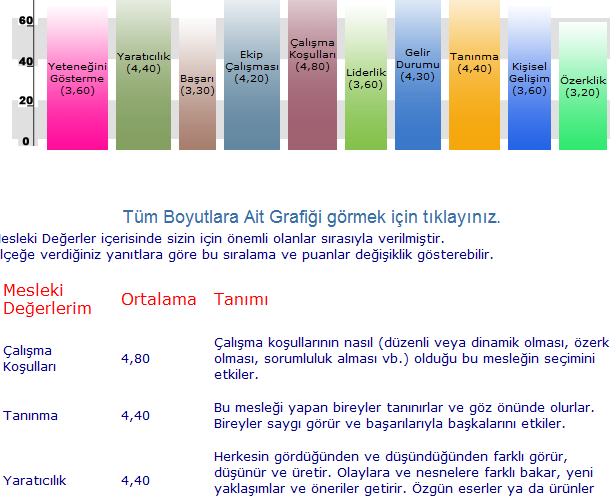 60
40
20
0
Yeteneğini
Gösterme
(3,60)
Yaratıcılık
(4,40)
Başarı
(3,30)
Ekip
Çalışması
(4,20)
Çalışma
Koşulları
(4,80)
Liderlik
(3,60)
Gelir
Durumu
(4,30)
Tanınma
(4,40)
Kişisel
Gelişim
(3,60)
Özerklik
(3,20)
Tüm Boyutlara Ait Grafiği görmek için tıklayınız.
esleki Değerler içerisinde sizin için önemli olanlar sırasıyla verilmiştir.
lçeğe verdiğiniz yanıtlara göre bu sıralama ve puanlar değişiklik gösterebilir.
Mesleki
Değerlerim
Ortalama
Tanımı
Çalışma
Koşulları
4,80
Çalışma koşullarının nasıl (düzenli veya dinamik olması, özerk
olması, sorumluluk alması vb.) olduğu bu mesleğin seçimini
etkiler.
Tanınma
4,40
Bu mesleği yapan bireyler tanınırlar ve göz önünde olurlar.
Bireyler saygı görür ve başarılarıyla başkalarını etkiler.
Yaratıcılık
4,40
Herkesin gördüğünden ve düşündüğünden farklı görür,
düşünür ve üretir. Olaylara ve nesnelere farklı bakar, yeni
yaklaşımlar ve öneriler getirir. Özgün eserler ya da ürünler